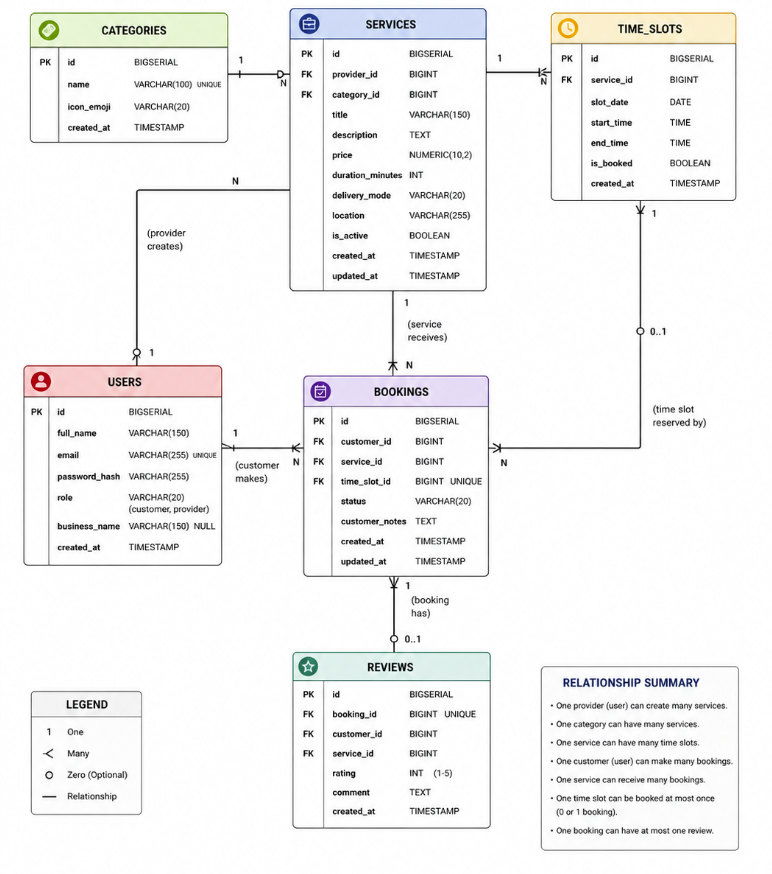 CATEGORIES
PK id BIGSERIAL
name VARCHAR(100) UNIQUE
icon_emoji VARCHAR(20)
created_at TIMESTAMP
1
N
SERVICES
PK id BIGSERIAL
FK provider_id BIGINT
FK category_id BIGINT
title VARCHAR(150)
description TEXT
price NUMERIC(10,2)
duration_minutes INT
delivery_mode VARCHAR(20)
location VARCHAR(255)
is_active BOOLEAN
created_at TIMESTAMP
updated_at TIMESTAMP
1
N
TIME_SLOTS
PK id BIGSERIAL
FK service_id BIGINT
slot_date DATE
start_time TIME
end_time TIME
is_booked BOOLEAN
created_at TIMESTAMP
N
(provider
creates)
1
1
(service
receives)
N
1
0..1
(time slot
reserved by)
N
USERS
PK id BIGSERIAL
full_name VARCHAR(150)
email VARCHAR(255) UNIQUE
password_hash VARCHAR(255)
role VARCHAR(20)
(customer, provider)
business_name VARCHAR(150) NULL
created_at TIMESTAMP
1
(customer
makes)
N
BOOKINGS
PK id BIGSERIAL
FK customer_id BIGINT
FK service_id BIGINT
FK time_slot_id BIGINT UNIQUE
status VARCHAR(20)
customer_notes TEXT
created_at TIMESTAMP
updated_at TIMESTAMP
1
(booking
has)
0..1
REVIEWS
PK id BIGSERIAL
FK booking_id BIGINT UNIQUE
FK customer_id BIGINT
FK service_id BIGINT
rating INT (1-5)
comment TEXT
created_at TIMESTAMP
LEGEND
1 One
Many
Zero (Optional)
Relationship
RELATIONSHIP SUMMARY
• One provider (user) can create many services.
• One category can have many services.
• One service can have many time slots.
• One customer (user) can make many bookings.
• One service can receive many bookings.
• One time slot can be booked at most once
(0 or 1 booking).
• One booking can have at most one review.